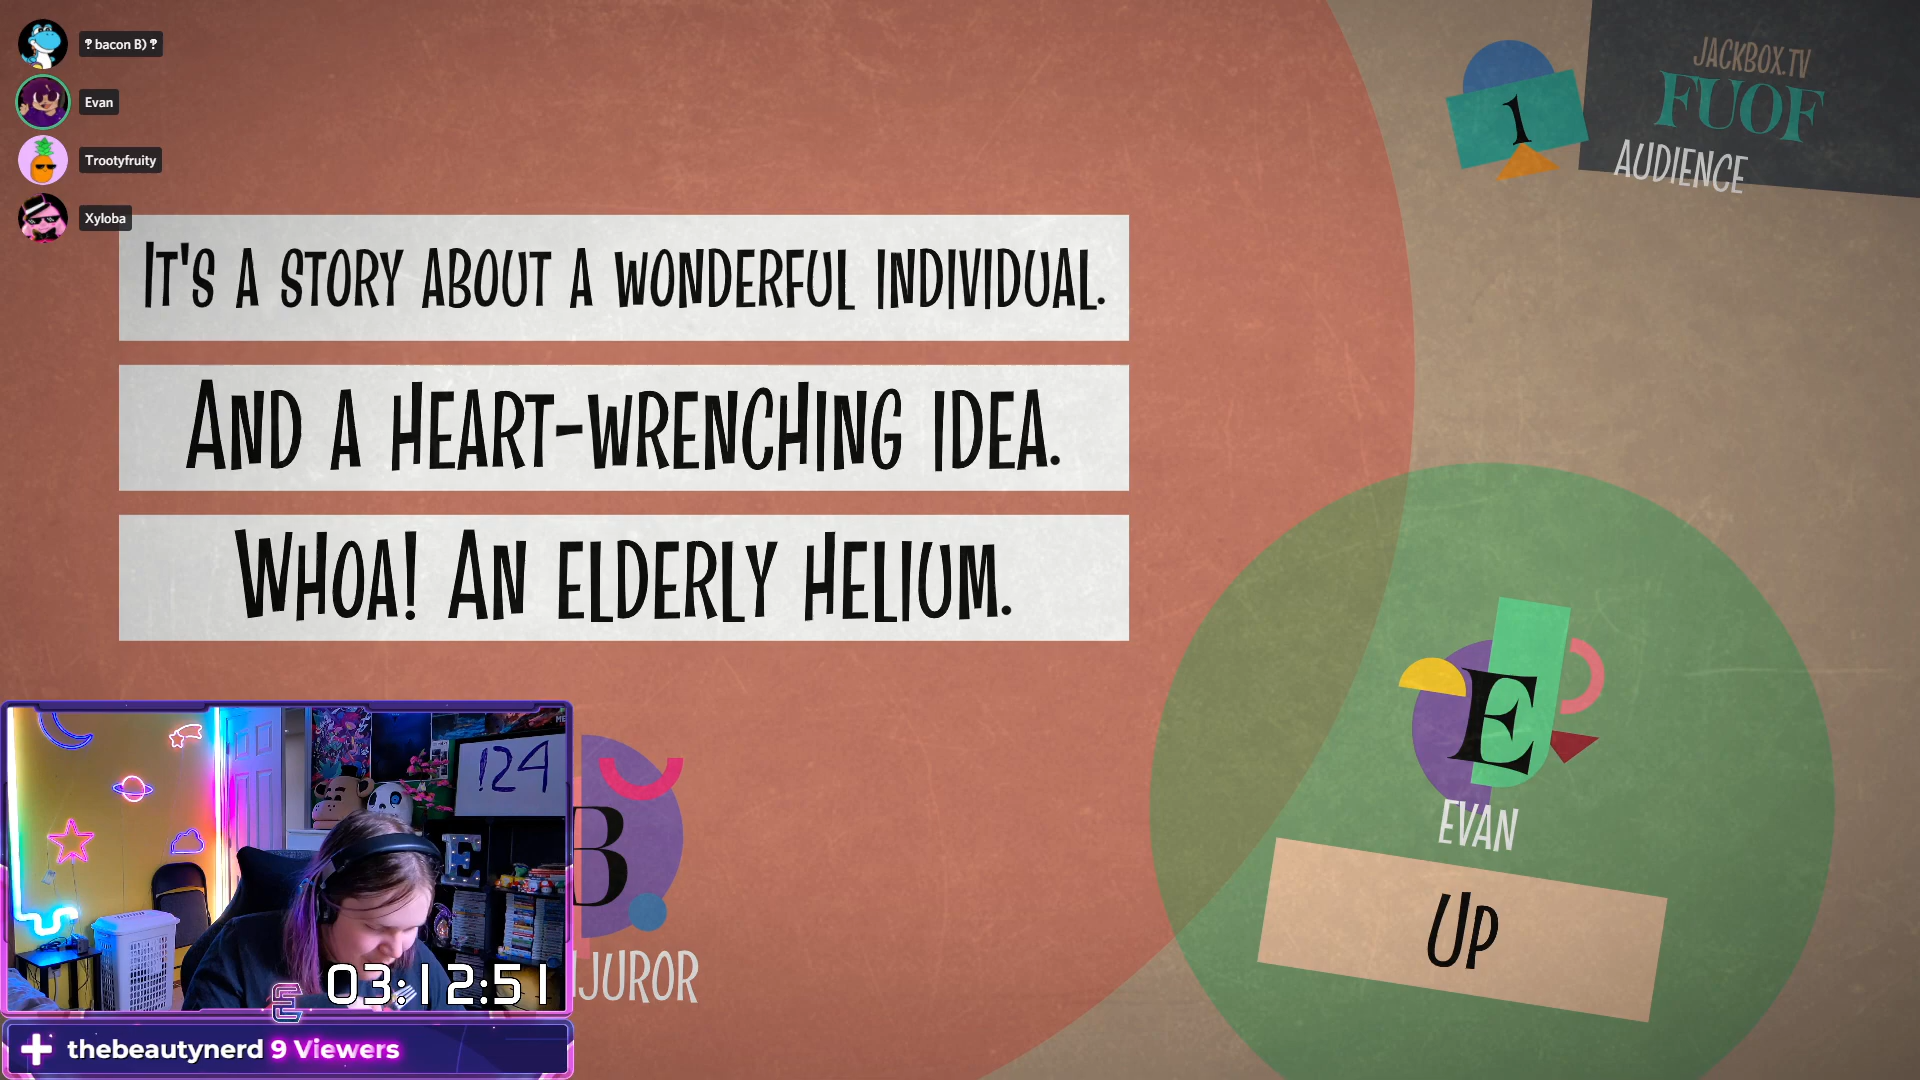 ‽ bacon B) ‽
Evan
Trootyfruity
Xyloba
JACKBOX.TV
FUOF
AUDIENCE
1
IT'S A STORY ABOUT A WONDERFUL INDIVIDUAL.
AND A HEART-WRENCHING IDEA.
WHOA! AN ELDERLY HELIUM.
E
EVAN
UP
B
JUROR
!24
E
03:12:51
E
thebeautynerd 9 Viewers